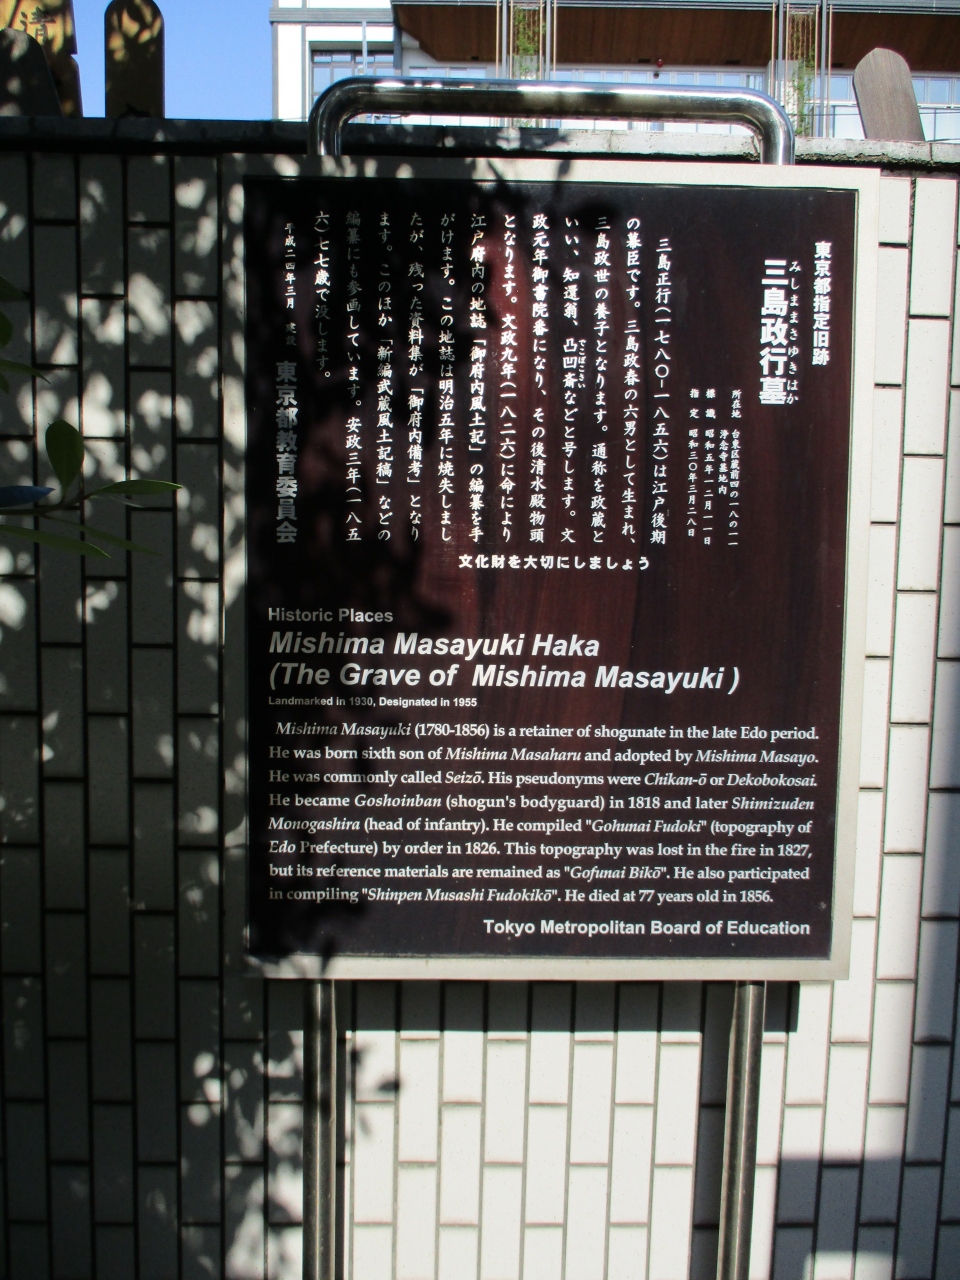 清
東京都指定旧跡
みしままさゆきはか
三島政行墓
所在地 台東区蔵前四の一八の一一
浄念寺墓地内
標識 昭和五年一二月一一日
指定 昭和三〇年三月二八日
三島正行(一七八〇-一八五六)は江戸後期
の幕臣です。三島政春の六男として生まれ、
三島政世の養子となります。通称を政蔵と
いい、知還翁、凸凹斎などと号します。文
でこぼこさい
政元年御書院番になり、その後清水殿物頭
となります。文政九年(一八二六)に命により
江戸府内の地誌「御府内風土記」の編纂を手
がけます。この地誌は明治五年に焼失しまし
たが、残った資料集が「御府内備考」となり
ます。このほか「新編武蔵風土記稿」などの
編纂にも参画しています。安政三年(一八五
六)七七歳で没します。
平成二四年三月 建設
東京都教育委員会
文化財を大切にしましょう
Historic Places
Mishima Masayuki Haka
(The Grave of Mishima Masayuki )
Landmarked in 1930, Designated in 1955
Mishima Masayuki (1780-1856) is a retainer of shogunate in the late Edo period.
He was born sixth son of Mishima Masaharu and adopted by Mishima Masayo.
He was commonly called Seizō. His pseudonyms were Chikan-ō or Dekobokosai.
He became Goshoinban (shogun's bodyguard) in 1818 and later Shimizuden
Monogashira (head of infantry). He compiled "Gohunai Fudoki" (topography of
Edo Prefecture) by order in 1826. This topography was lost in the fire in 1827,
but its reference materials are remained as "Gofunai Bikō". He also participated
in compiling "Shinpen Musashi Fudokikō". He died at 77 years old in 1856.
Tokyo Metropolitan Board of Education